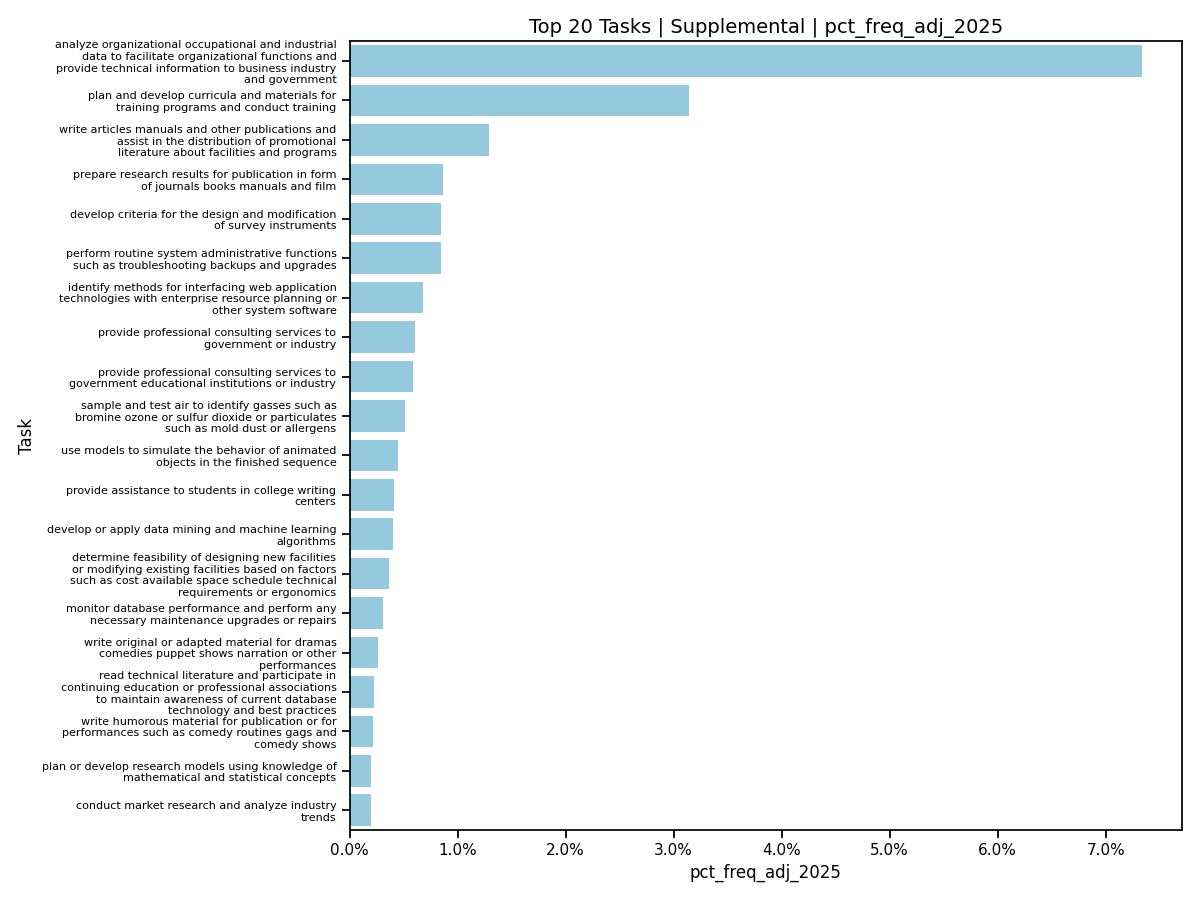 Top 20 Tasks | Supplemental | pct_freq_adj_2025
analyze organizational occupational and industrial
data to facilitate organizational functions and
provide technical information to business industry
and government
plan and develop curricula and materials for
training programs and conduct training
write articles manuals and other publications and
assist in the distribution of promotional
literature about facilities and programs
prepare research results for publication in form
of journals books manuals and film
develop criteria for the design and modification
of survey instruments
perform routine system administrative functions
such as troubleshooting backups and upgrades
identify methods for interfacing web application
technologies with enterprise resource planning or
other system software
provide professional consulting services to
government or industry
provide professional consulting services to
government educational institutions or industry
sample and test air to identify gasses such as
bromine ozone or sulfur dioxide or particulates
such as mold dust or allergens
use models to simulate the behavior of animated
objects in the finished sequence
provide assistance to students in college writing
centers
develop or apply data mining and machine learning
algorithms
determine feasibility of designing new facilities
or modifying existing facilities based on factors
such as cost available space schedule technical
requirements or ergonomics
monitor database performance and perform any
necessary maintenance upgrades or repairs
write original or adapted material for dramas
comedies puppet shows narration or other
performances
read technical literature and participate in
continuing education or professional associations
to maintain awareness of current database
technology and best practices
write humorous material for publication or for
performances such as comedy routines gags and
comedy shows
plan or develop research models using knowledge of
mathematical and statistical concepts
conduct market research and analyze industry
trends
Task
0.0% 1.0% 2.0% 3.0% 4.0% 5.0% 6.0% 7.0%
pct_freq_adj_2025